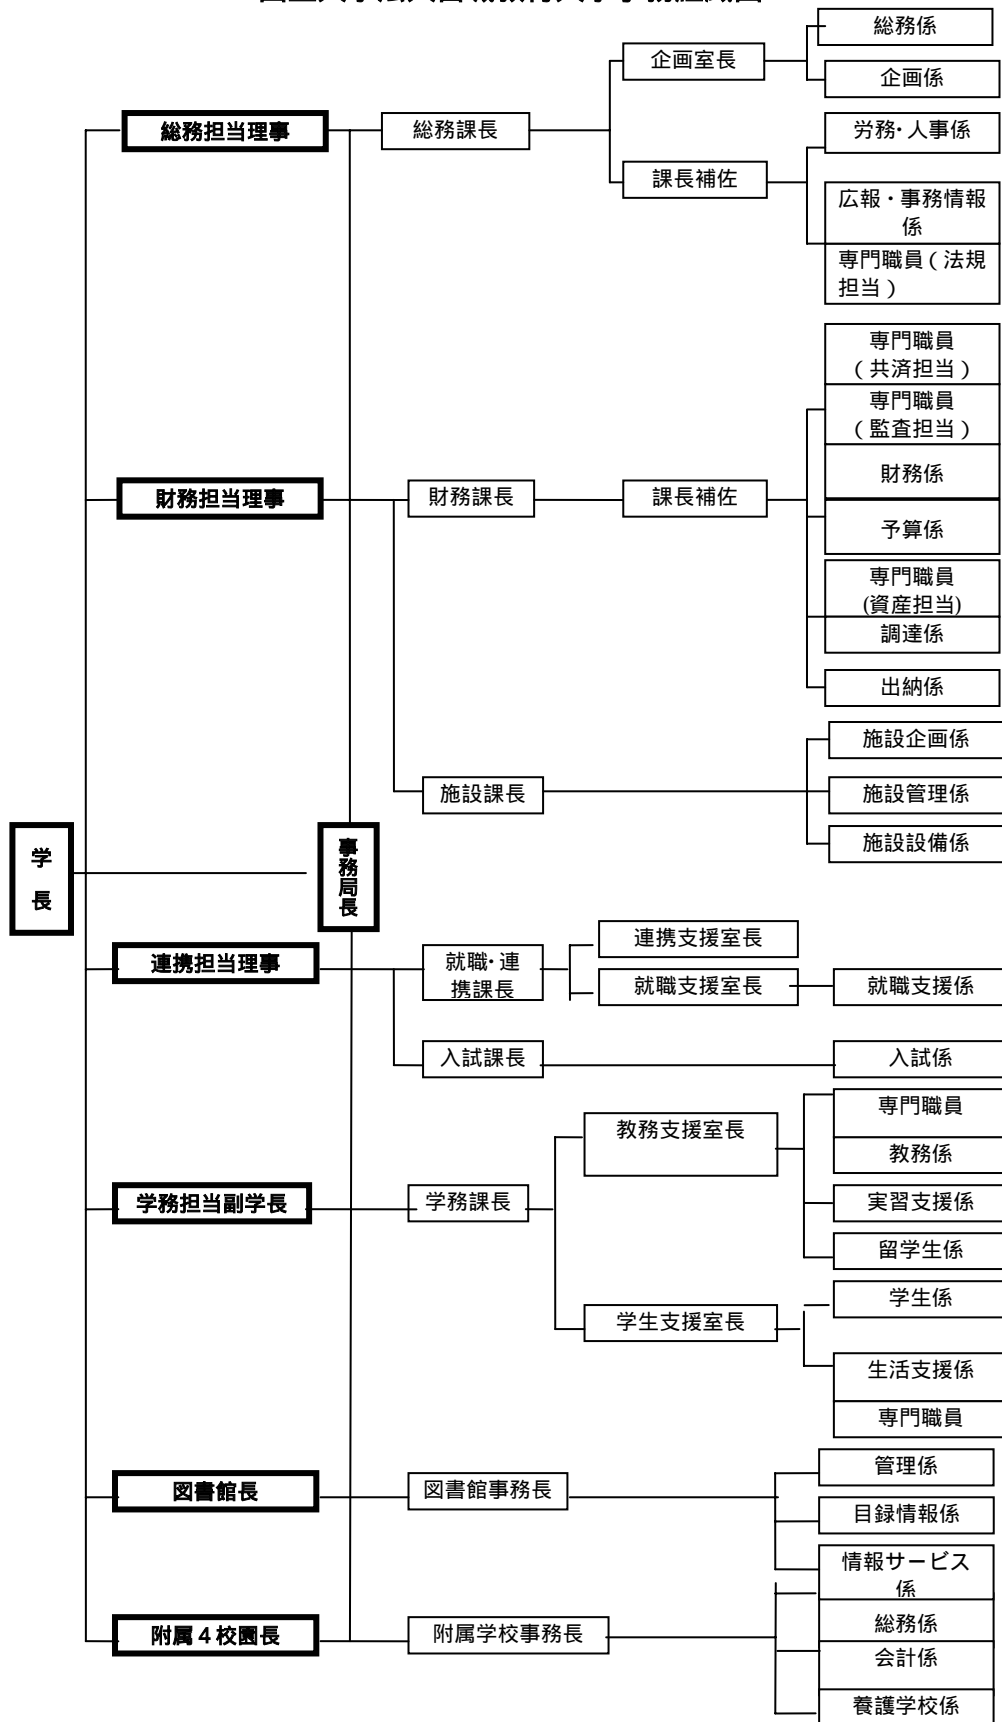 総務係
企画室長
企画係
総務担当理事
総務課長
労務・人事係
課長補佐
広報・事務情報
係
専門職員(法規
担当)
専門職員
(共済担当)
専門職員
(監査担当)
財務担当理事
財務課長
課長補佐
財務係
予算係
専門職員
(資産担当)
調達係
出納係
施設企画係
施設課長
施設管理係
施設設備係
学
長
事
務
局
長
連携担当理事
就職・連
携課長
連携支援室長
就職支援室長
就職支援係
入試課長
入試係
専門職員
教務支援室長
教務係
学務担当副学長
学務課長
実習支援係
留学生係
学生係
学生支援室長
生活支援係
専門職員
管理係
図書館長
図書館事務長
目録情報係
情報サービス
係
総務係
附属4校園長
附属学校事務長
会計係
養護学校係